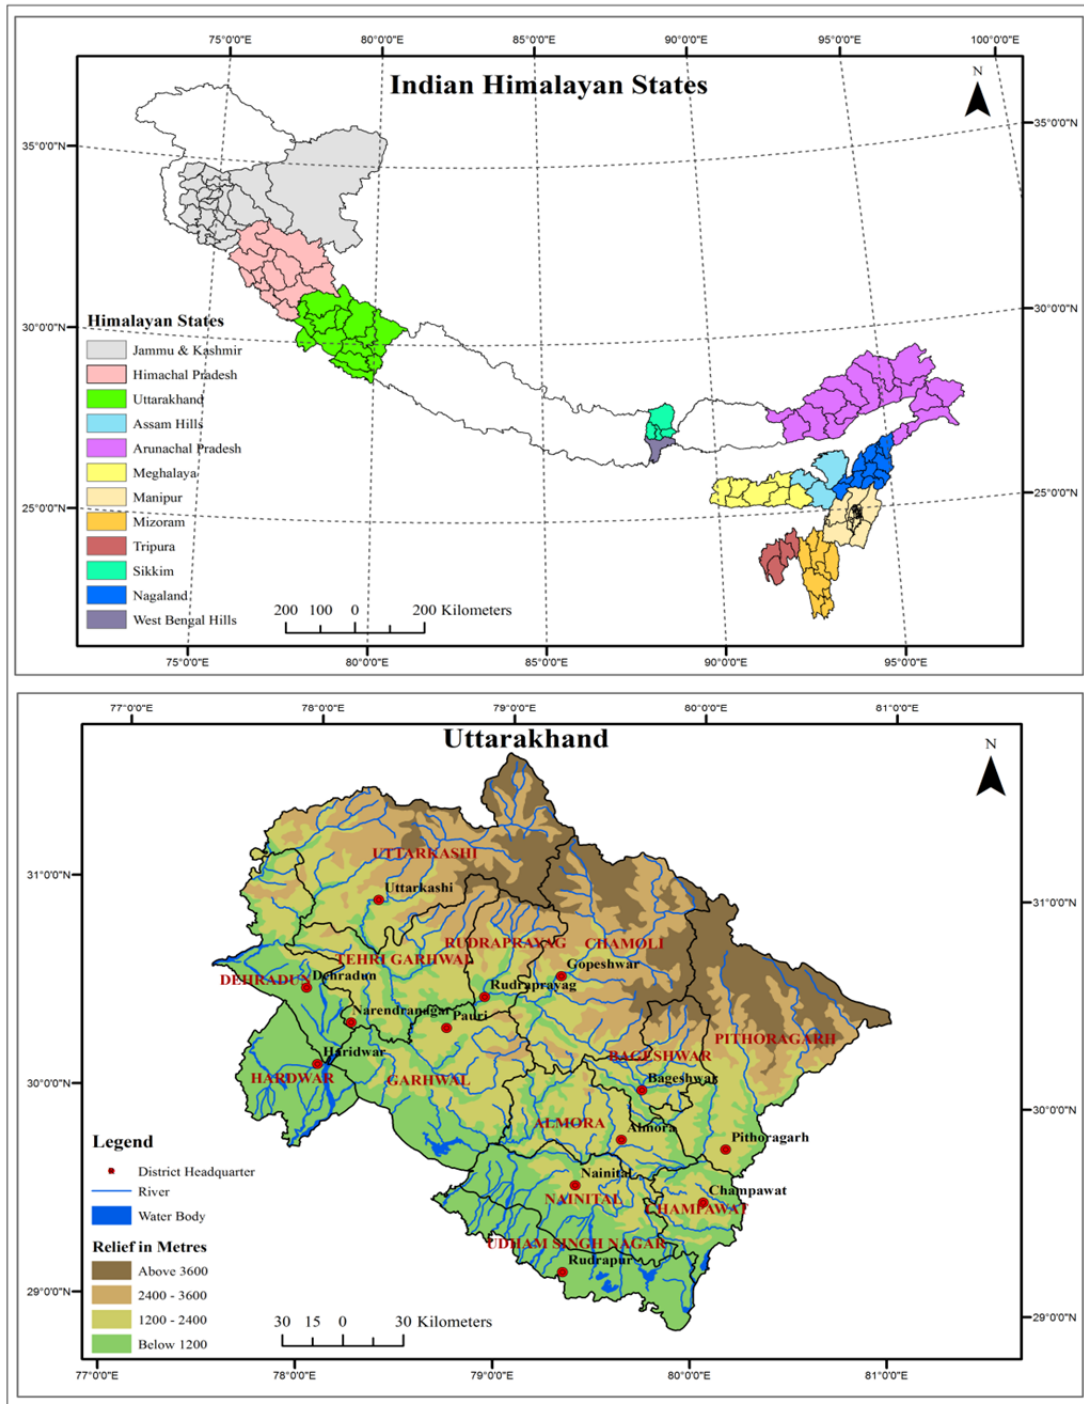 75°0'0"E 80°0'0"E 85°0'0"E 90°0'0"E 95°0'0"E 100°0'0"E
Indian Himalayan States
N
35°0'0"N 35°0'0"N
30°0'0"N 30°0'0"N
25°0'0"N 25°0'0"N
Himalayan States
Jammu & Kashmir
Himachal Pradesh
Uttarakhand
Assam Hills
Arunachal Pradesh
Meghalaya
Manipur
Mizoram
Tripura
Sikkim
Nagaland
West Bengal Hills
200 100 0 200 Kilometers
75°0'0"E 80°0'0"E 85°0'0"E 90°0'0"E 95°0'0"E
77°0'0"E 78°0'0"E 79°0'0"E 80°0'0"E 81°0'0"E
Uttarakhand
N
UTTARKASHI
31°0'0"N 31°0'0"N
Uttarkashi
RUDRAPRAYAG CHAMOLI
TEHRI GARHWAL
Gopeshwar
DEHRADUN Dehradun
Rudraprayag
Narendranagar Pauri
PITHORAGARH
Haridwar
BAGESHWAR
HARDWAR GARHWAL
Bageshwar
30°0'0"N 30°0'0"N
ALMORA Almora
Pithoragarh
Nainital
NAINITAL
Champawat
CHAMPAWAT
UDHAM SINGH NAGAR
Rudrapur
29°0'0"N 29°0'0"N
Legend
District Headquarter
River
Water Body
Relief in Metres
Above 3600
2400 - 3600
1200 - 2400
Below 1200
30 15 0 30 Kilometers
77°0'0"E 78°0'0"E 79°0'0"E 80°0'0"E 81°0'0"E